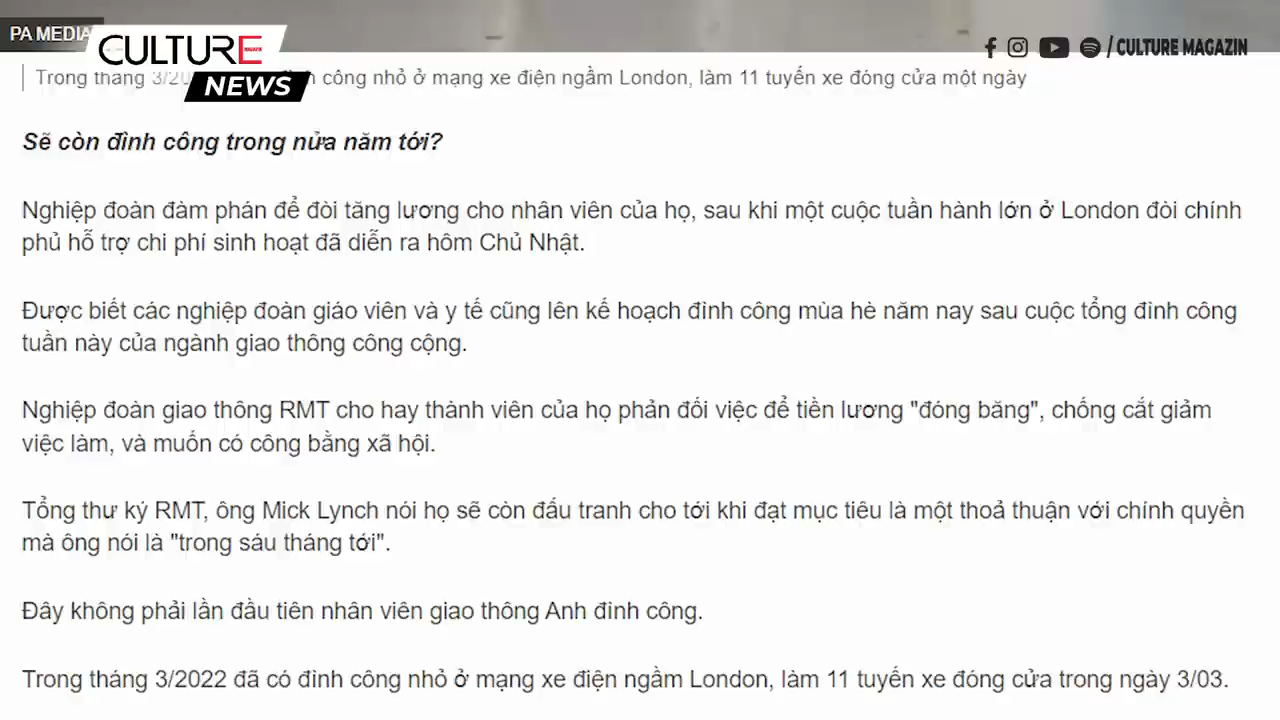 PA MEDIA
CULTURE
MAGAZIN
NEWS
/ CULTURE MAGAZIN
Trong tháng 3/20 công nhỏ ở mạng xe điện ngầm London, làm 11 tuyến xe đóng cửa một ngày
Sẽ còn đình công trong nửa năm tới?
Nghiệp đoàn đàm phán để đòi tăng lương cho nhân viên của họ, sau khi một cuộc tuần hành lớn ở London đòi chính
phủ hỗ trợ chi phí sinh hoạt đã diễn ra hôm Chủ Nhật.
Được biết các nghiệp đoàn giáo viên và y tế cũng lên kế hoạch đình công mùa hè năm nay sau cuộc tổng đình công
tuần này của ngành giao thông công cộng.
Nghiệp đoàn giao thông RMT cho hay thành viên của họ phản đối việc để tiền lương "đóng băng", chống cắt giảm
việc làm, và muốn có công bằng xã hội.
Tổng thư ký RMT, ông Mick Lynch nói họ sẽ còn đấu tranh cho tới khi đạt mục tiêu là một thoả thuận với chính quyền
mà ông nói là "trong sáu tháng tới".
Đây không phải lần đầu tiên nhân viên giao thông Anh đình công.
Trong tháng 3/2022 đã có đình công nhỏ ở mạng xe điện ngầm London, làm 11 tuyến xe đóng cửa trong ngày 3/03.